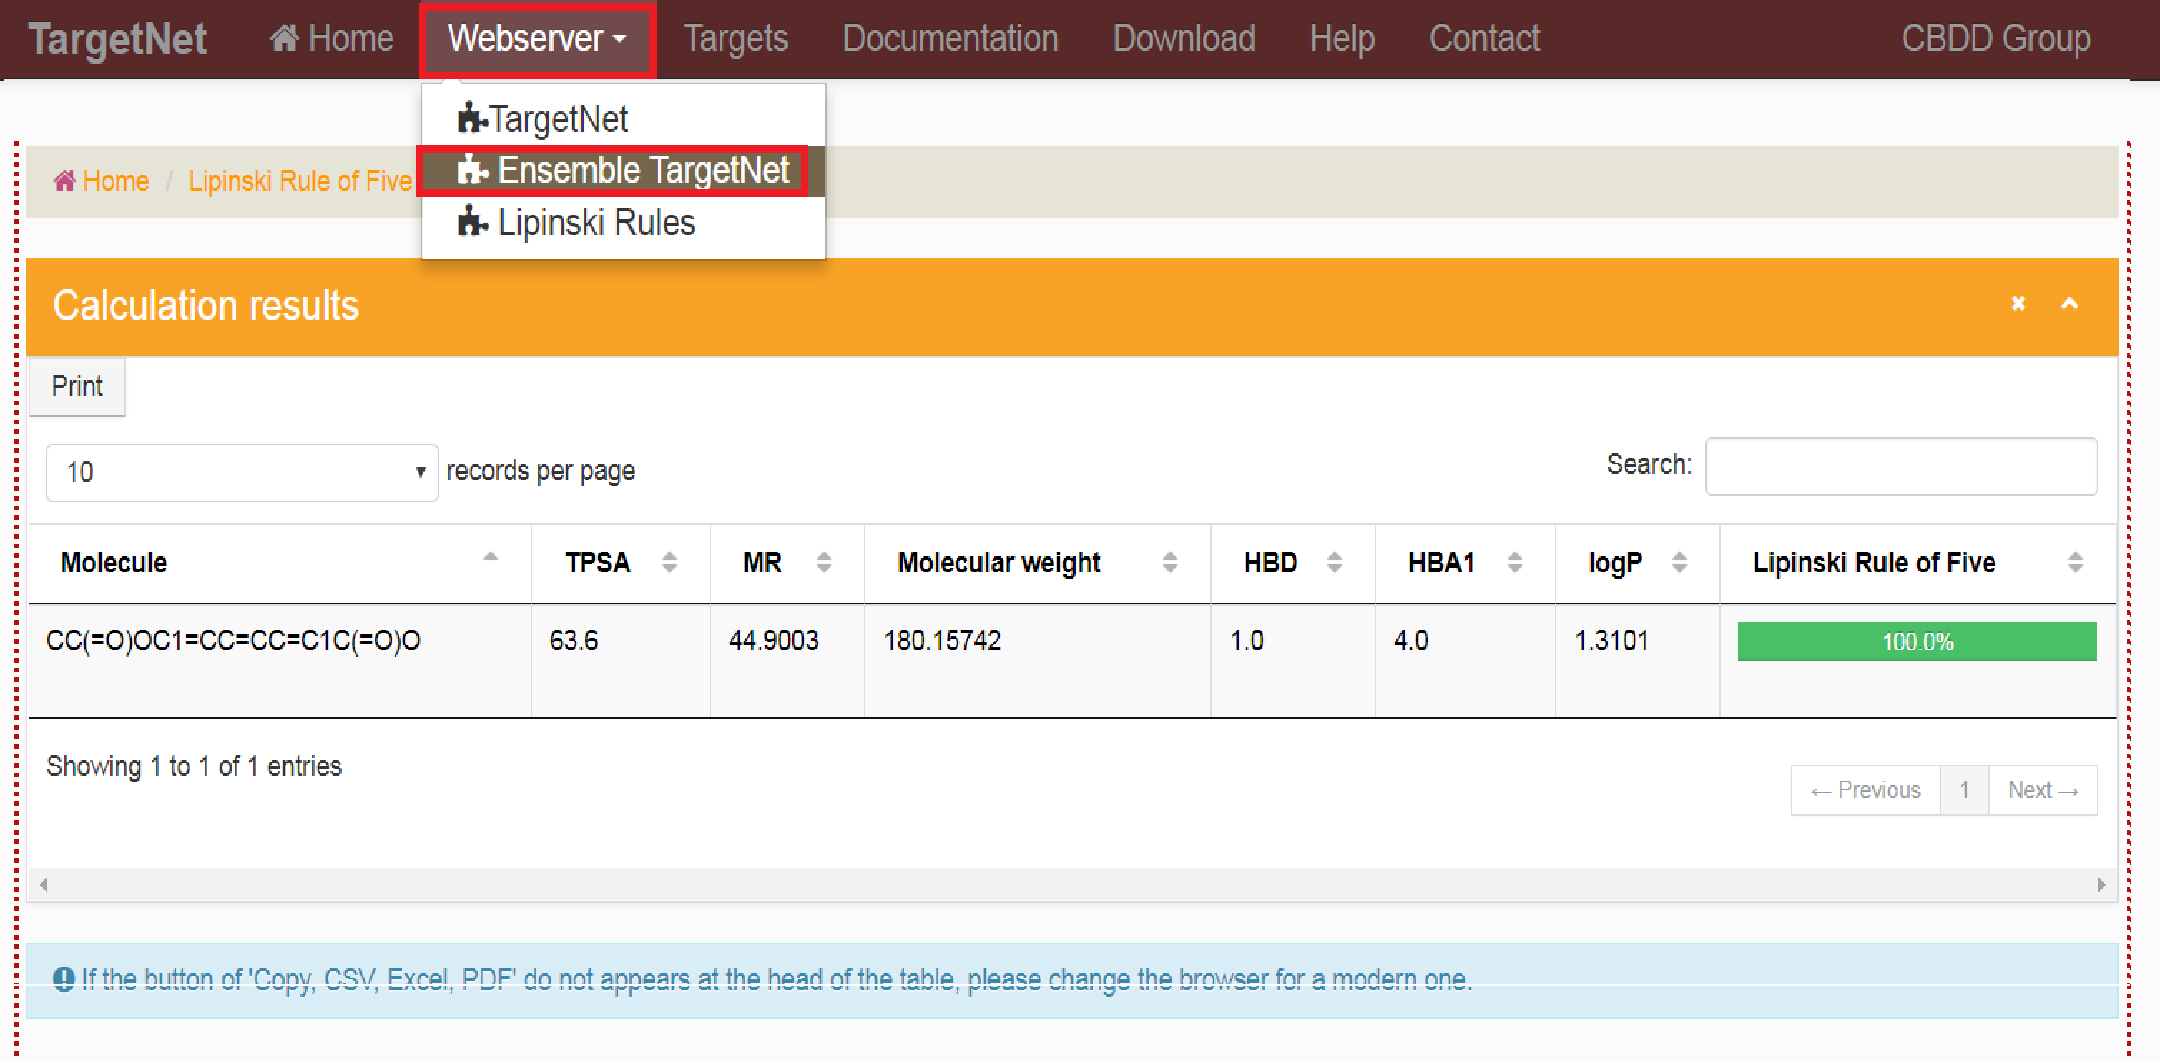 TargetNet Home Webserver Targets Documentation Download Help Contact CBDD Group
TargetNet
Ensemble TargetNet
Lipinski Rules
Home / Lipinski Rule of Five
Calculation results
Print
10 records per page Search:
Molecule TPSA MR Molecular weight HBD HBA1 logP Lipinski Rule of Five
CC(=O)OC1=CC=CC=C1C(=O)O 63.6 44.9003 180.15742 1.0 4.0 1.3101 100.0%
Showing 1 to 1 of 1 entries
← Previous 1 Next →
If the button of 'Copy, CSV, Excel, PDF' do not appears at the head of the table, please change the browser for a modern one.